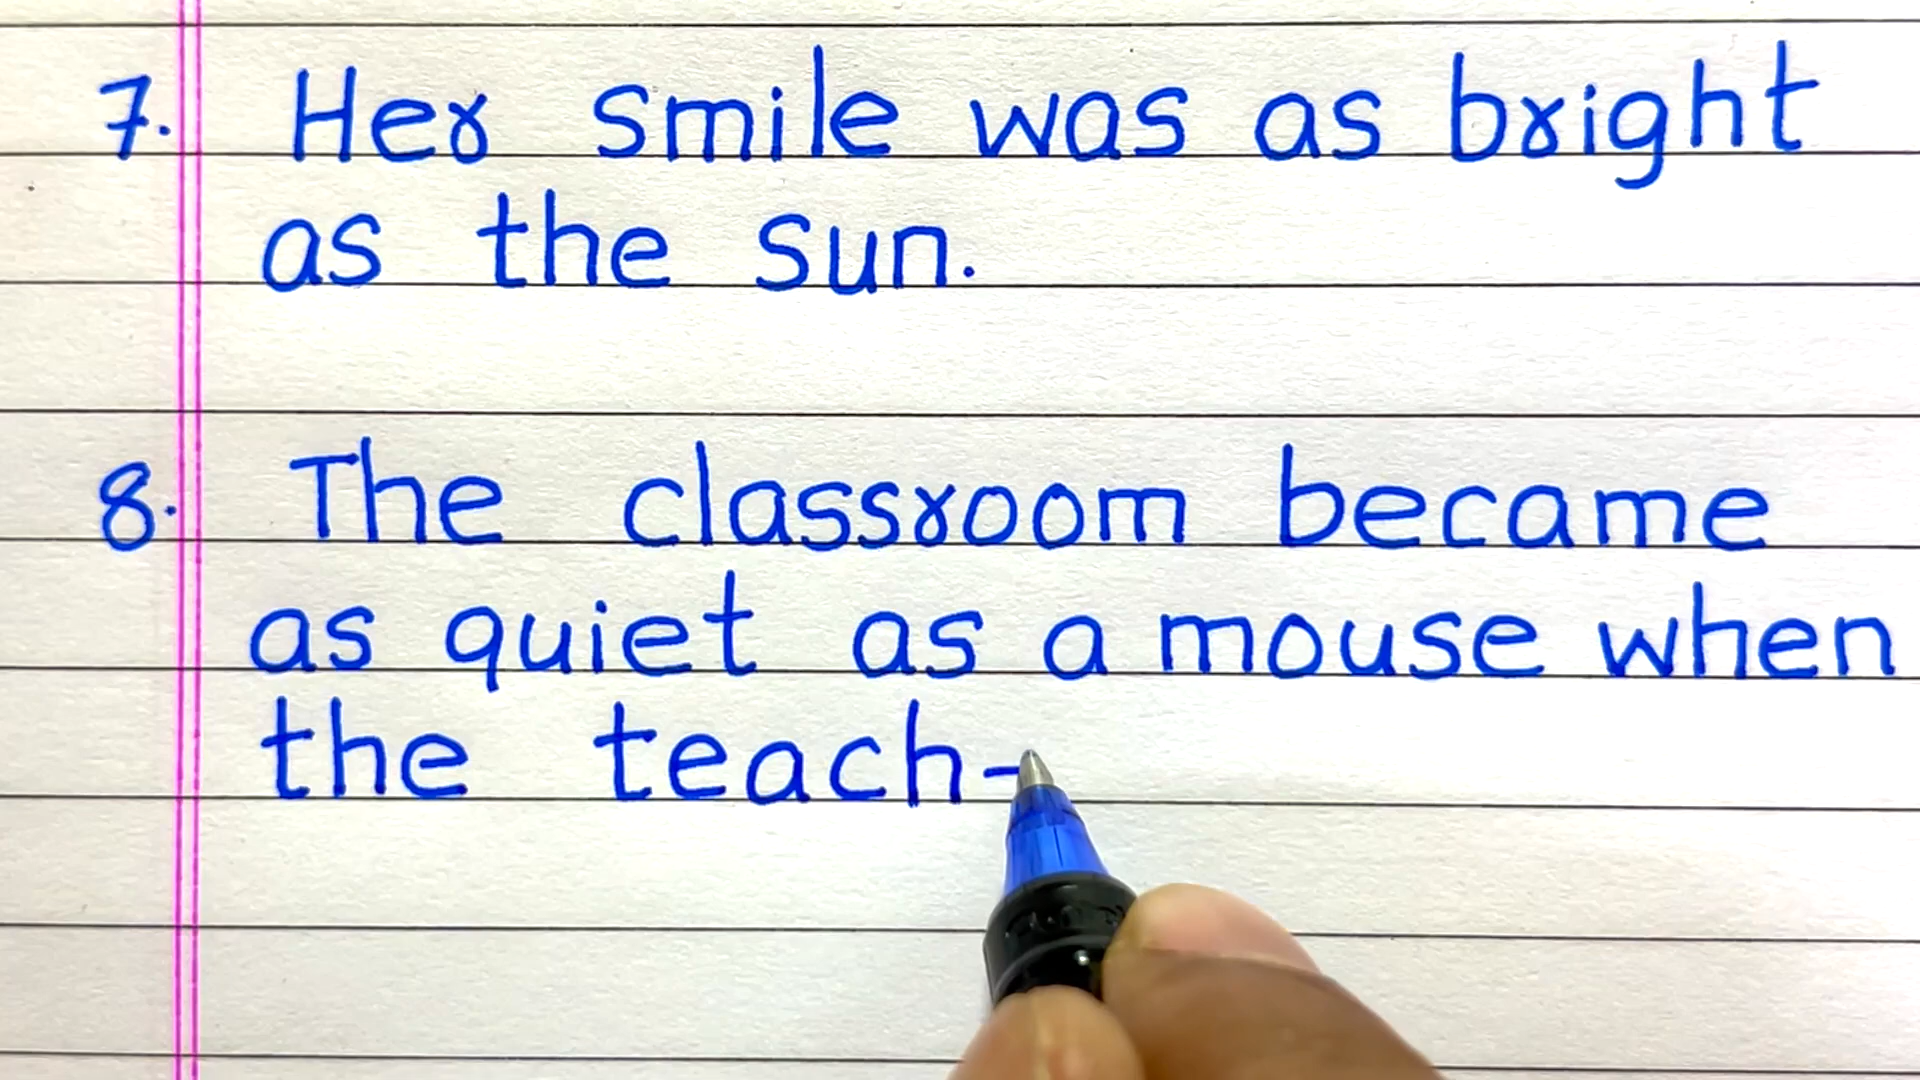 7. Her smile was as bright
as the sun.
8. The classroom became
as quiet as a mouse when
the teach-